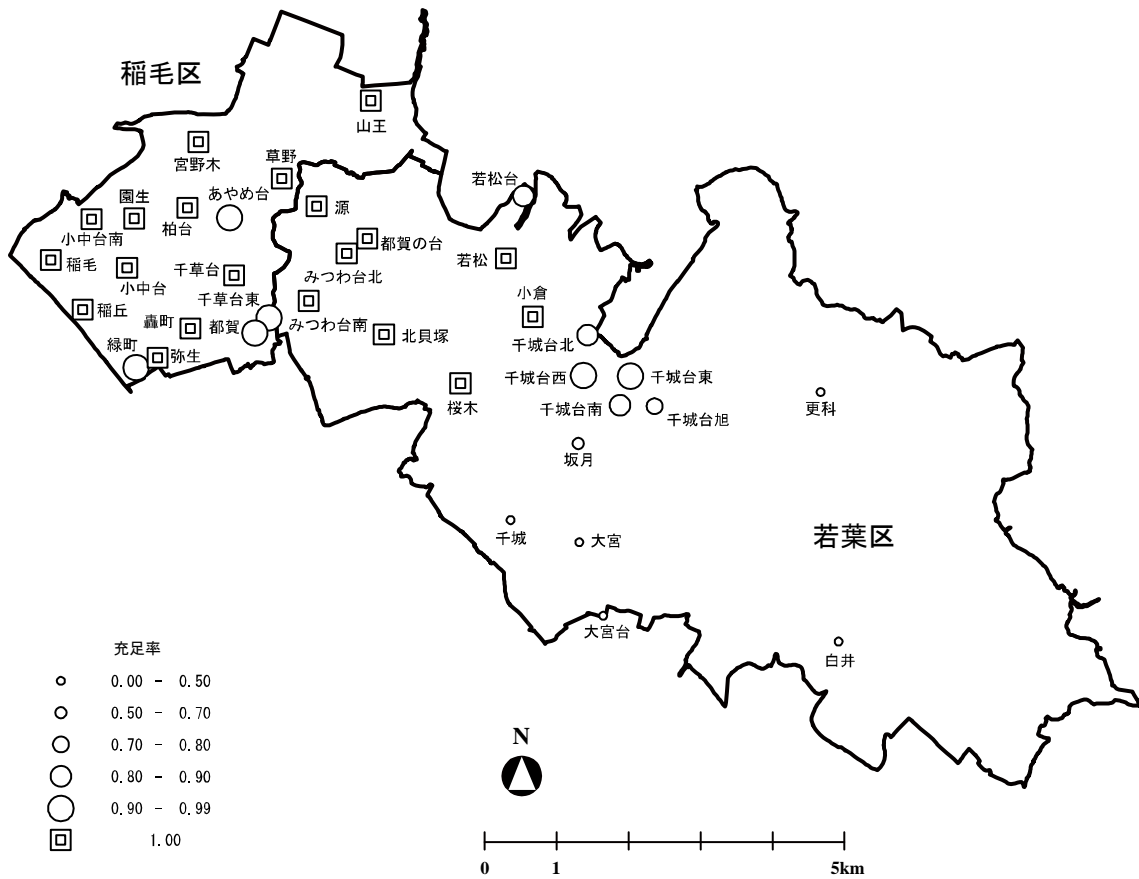 稲毛区
山王
宮野木
草野
若松台
あやめ台
園生
源
柏台
小中台南
都賀の台
稲毛
みつわ台北
若松
千草台
小中台
小倉
千草台東
稲丘
みつわ台南
轟町
都賀
北貝塚
千城台北
緑町
弥生
千城台西
千城台東
桜木
千城台南
千城台旭
更科
坂月
千城
大宮
若葉区
大宮台
白井
充足率
0.00 - 0.50
0.50 - 0.70
0.70 - 0.80
0.80 - 0.90
0.90 - 0.99
1.00
N
0 1 5km